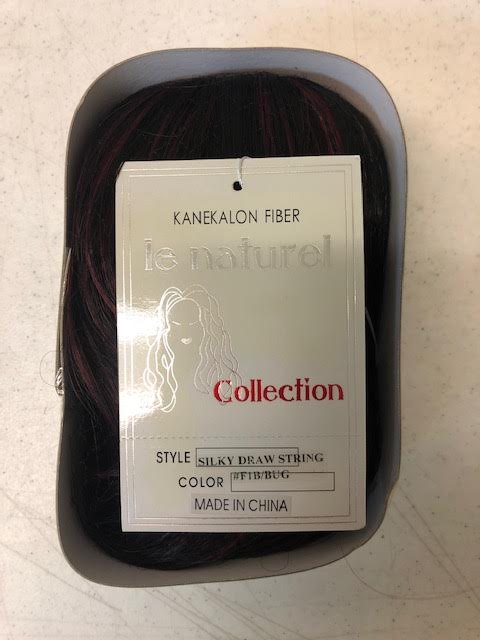 KANEKALON FIBER
le naturel
Collection
STYLE SILKY DRAW STRING
COLOR #F1B/BUG
MADE IN CHINA